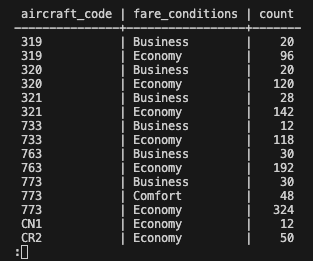 aircraft_code | fare_conditions | count
---------------+-----------------+-------
319 | Business | 20
319 | Economy | 96
320 | Business | 20
320 | Economy | 120
321 | Business | 28
321 | Economy | 142
733 | Business | 12
733 | Economy | 118
763 | Business | 30
763 | Economy | 192
773 | Business | 30
773 | Comfort | 48
773 | Economy | 324
CN1 | Economy | 12
CR2 | Economy | 50
: